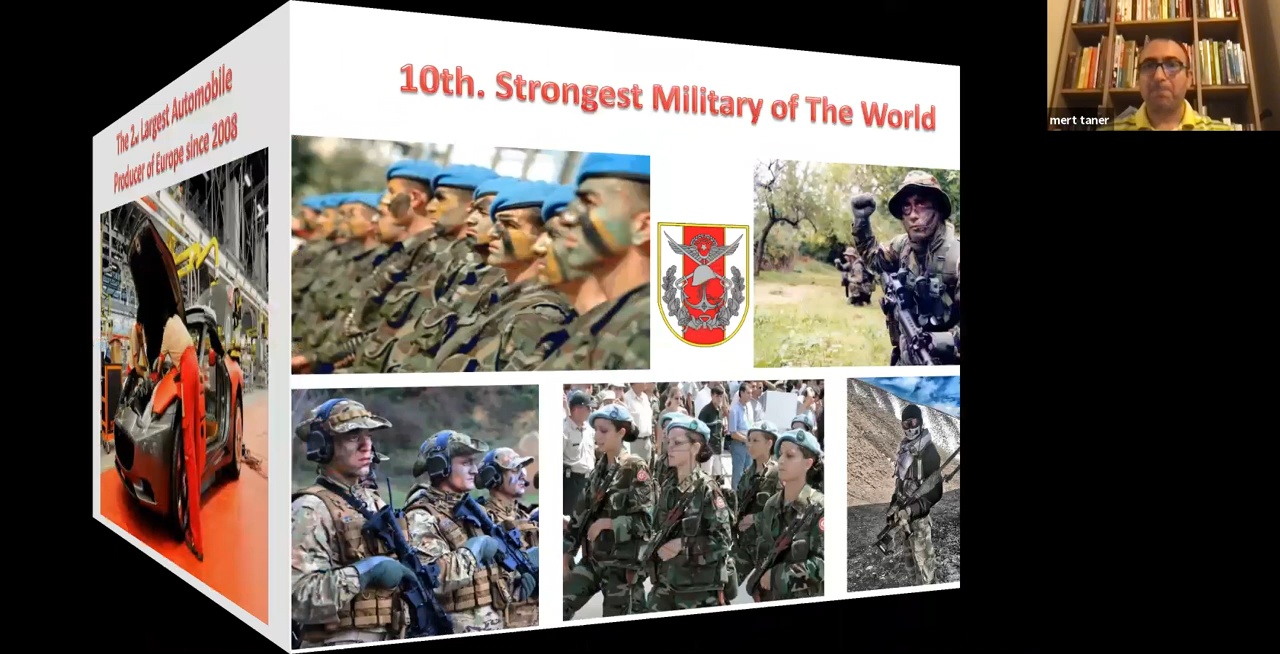 The 2nd Largest Automobile
Producer of Europe since 2008
10th. Strongest Military of The World
mert taner